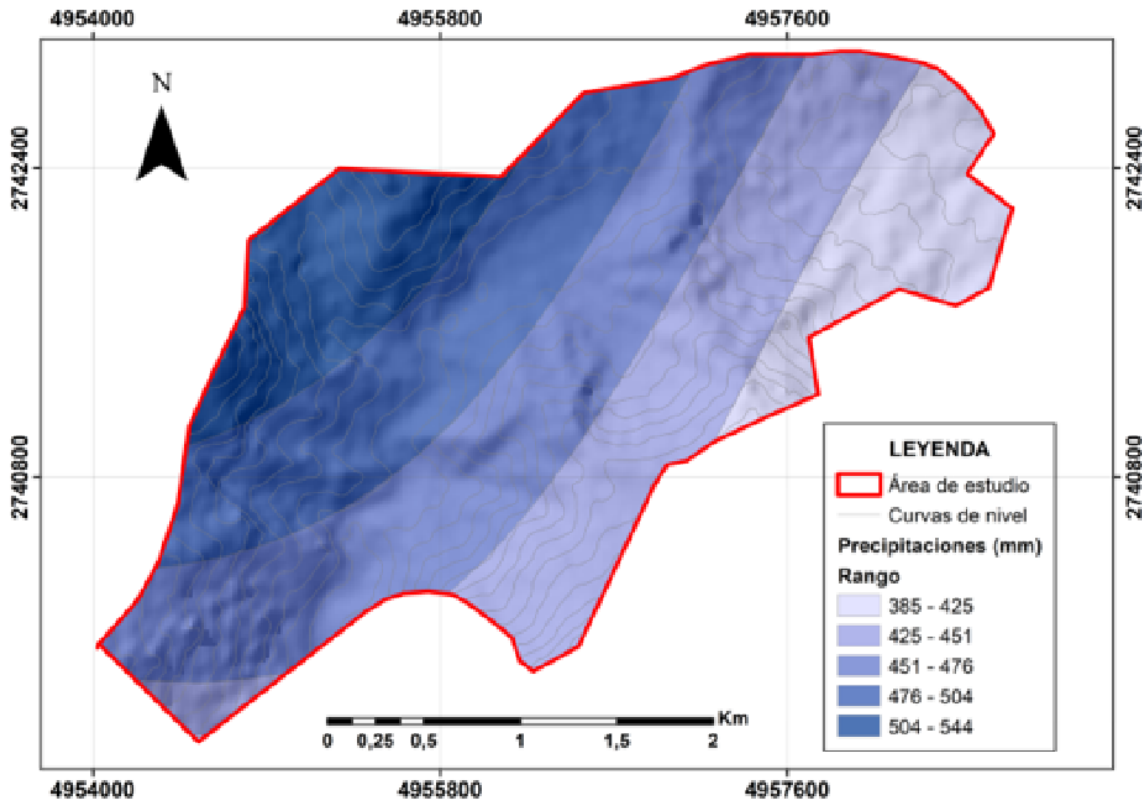 4954000 4955800 4957600
N
2742400 2742400
2740800 2740800
LEYENDA
Área de estudio
Curvas de nivel
Precipitaciones (mm)
Rango
385 - 425
425 - 451
451 - 476
476 - 504
504 - 544
Km
0 0,25 0,5 1 1,5 2
4954000 4955800 4957600